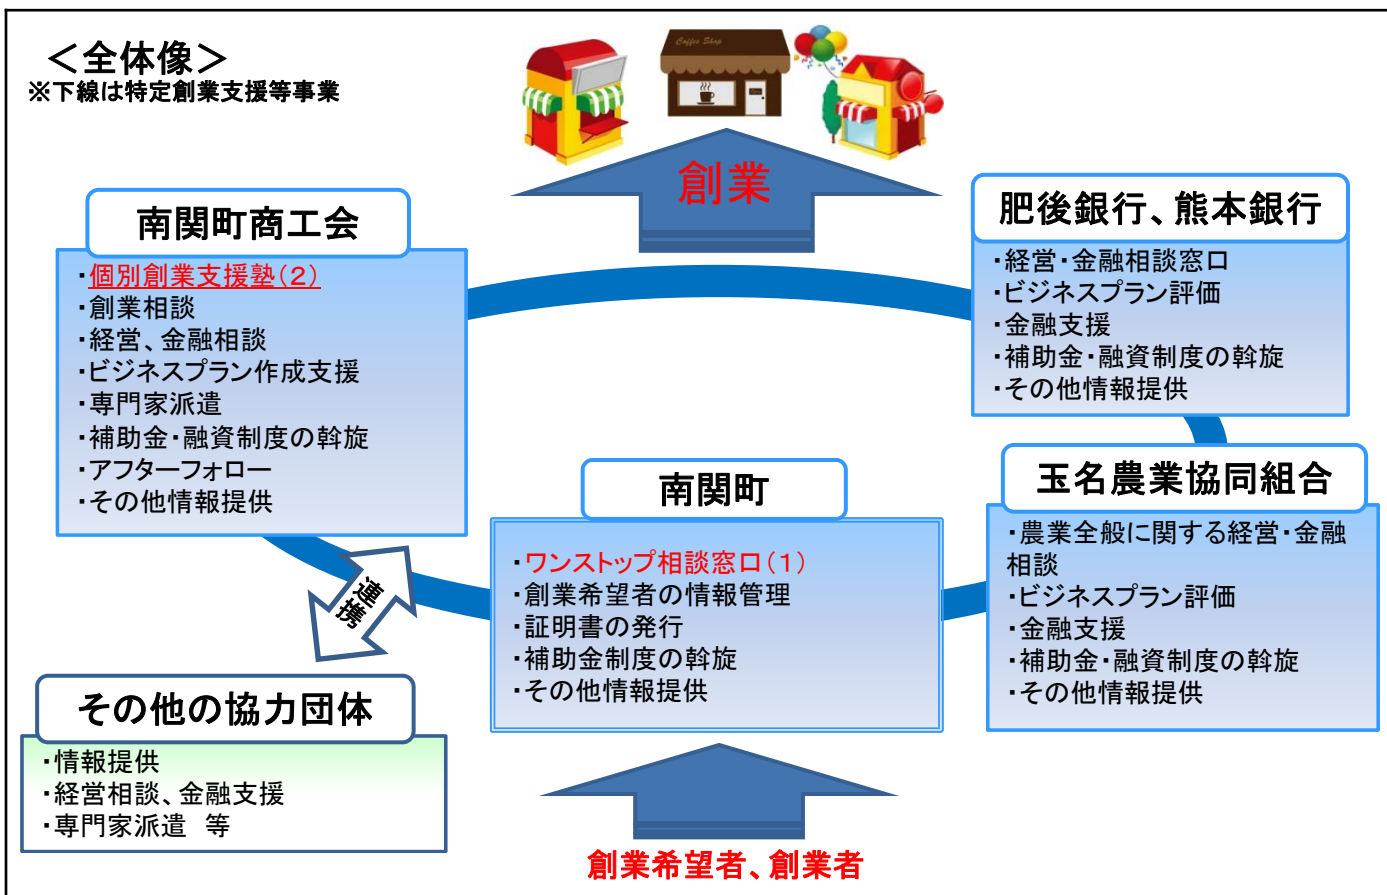 ＜全体像＞
※下線は特定創業支援等事業
Coffee Shop
創業
南関町商工会
・個別創業支援塾（２）
・創業相談
・経営、金融相談
・ビジネスプラン作成支援
・専門家派遣
・補助金・融資制度の斡旋
・アフターフォロー
・その他情報提供
肥後銀行、熊本銀行
・経営・金融相談窓口
・ビジネスプラン評価
・金融支援
・補助金・融資制度の斡旋
・その他情報提供
南関町
・ワンストップ相談窓口（１）
・創業希望者の情報管理
・証明書の発行
・補助金制度の斡旋
・その他情報提供
玉名農業協同組合
・農業全般に関する経営・金融
相談
・ビジネスプラン評価
・金融支援
・補助金・融資制度の斡旋
・その他情報提供
連携
その他の協力団体
・情報提供
・経営相談、金融支援
・専門家派遣　等
創業希望者、創業者